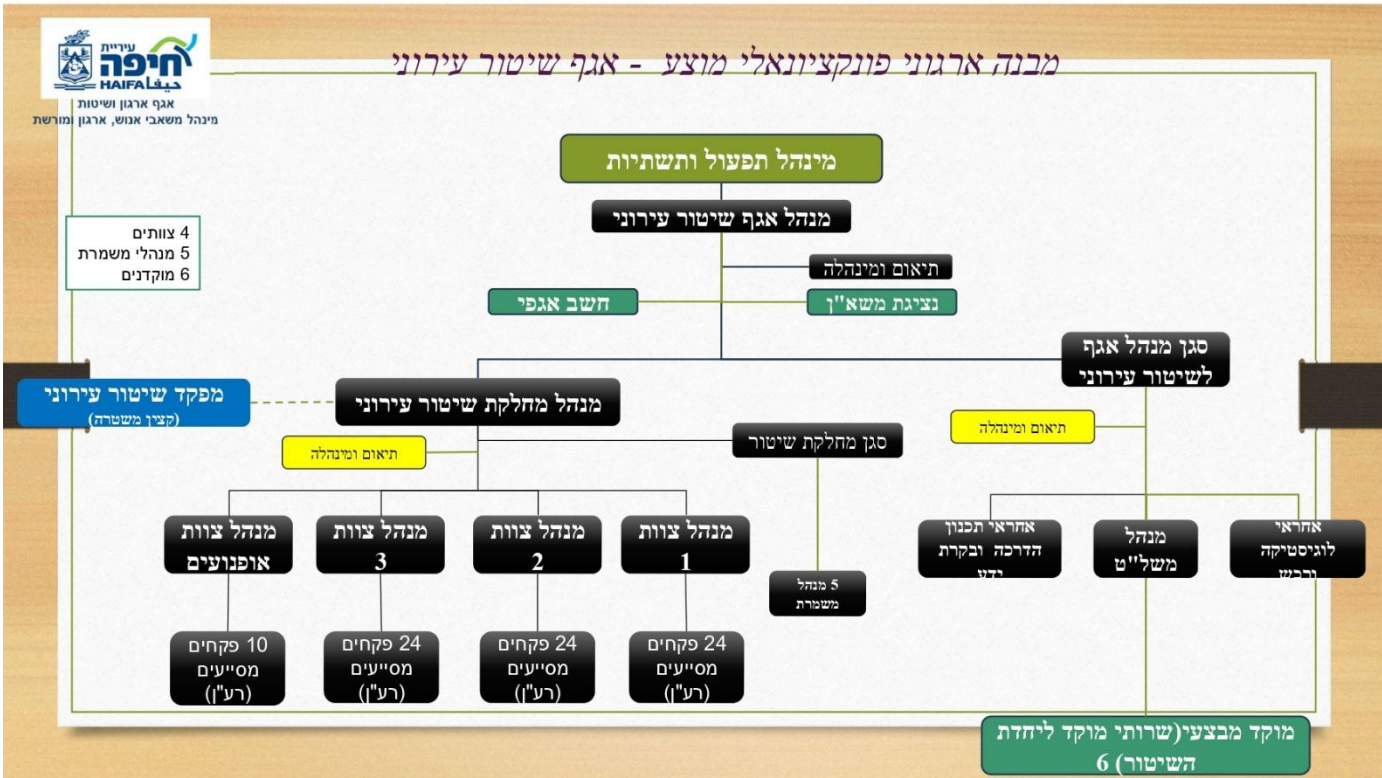 עיריית
חיפה
حيفا HAIFA
אגף ארגון ושיטות
מינהל משאבי אנוש, ארגון ומורשת
מבנה ארגוני פונקציונאלי מוצע - אגף שיטור עירוני
מינהל תפעול ותשתיות
מנהל אגף שיטור עירוני
4 צוותים
5 מנהלי משמרת
6 מוקדנים
תיאום ומינהלה
נציגת משא"ן
חשב אגפי
סגן מנהל אגף
לשיטור עירוני
מנהל מחלקת שיטור עירוני
מפקד שיטור עירוני
(קצין משטרה)
תיאום ומינהלה
תיאום ומינהלה
סגן מחלקת שיטור
אחראי
לוגיסטיקה
ורכש
מנהל
משל"ט
אחראי תכנון
הדרכה ובקרת
ידע
5 מנהל
משמרת
מנהל צוות
1
מנהל צוות
2
מנהל צוות
3
מנהל צוות
אופנועים
24 פקחים
מסייעים
(רע"ן)
24 פקחים
מסייעים
(רע"ן)
24 פקחים
מסייעים
(רע"ן)
10 פקחים
מסייעים
(רע"ן)
מוקד מבצעי(שרותי מוקד ליחדת
השיטור) 6